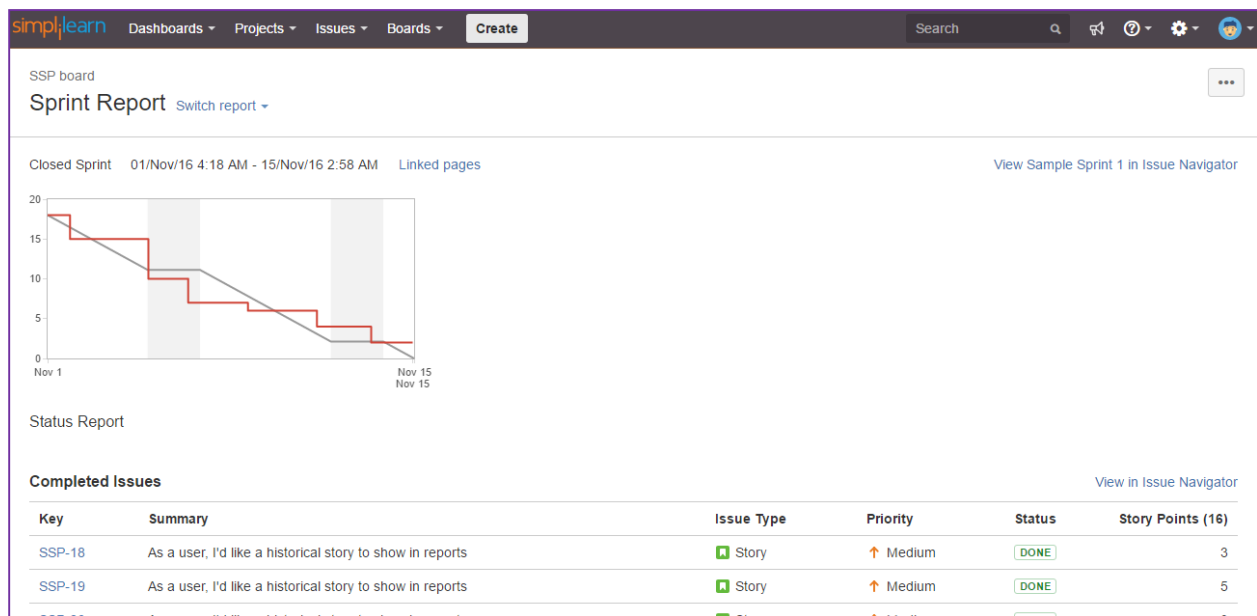 simplilearn Dashboards Projects Issues Boards Create Search
SSP board
Sprint Report Switch report
Closed Sprint 01/Nov/16 4:18 AM - 15/Nov/16 2:58 AM Linked pages View Sample Sprint 1 in Issue Navigator
20
15
10
5
0
Nov 1 Nov 15
Nov 15
Status Report
Completed Issues View in Issue Navigator
Key Summary Issue Type Priority Status Story Points (16)
SSP-18 As a user, I'd like a historical story to show in reports Story Medium DONE 3
SSP-19 As a user, I'd like a historical story to show in reports Story Medium DONE 5